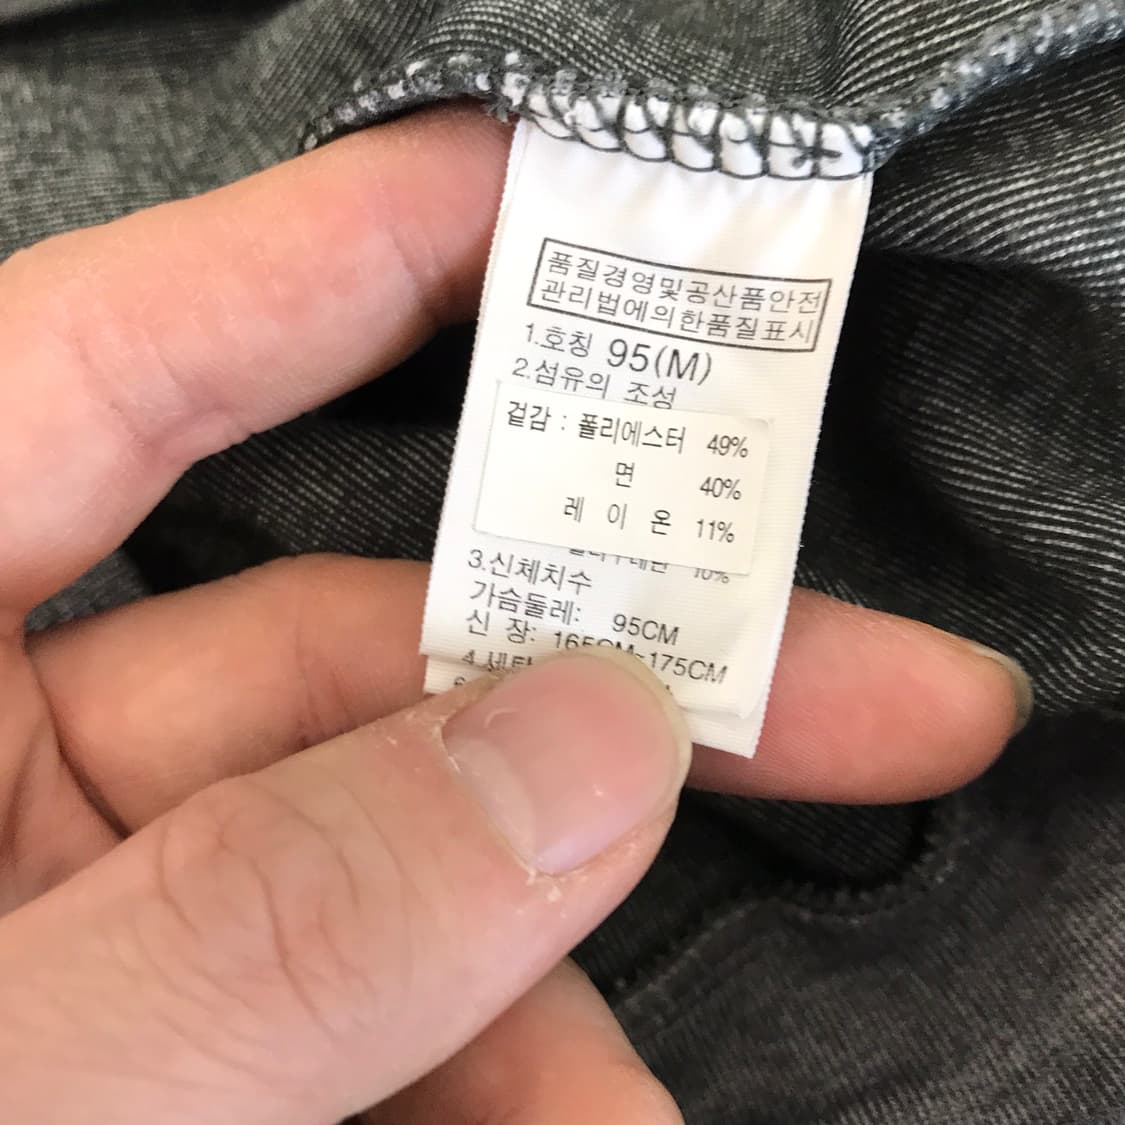 품질경영및공산품안전
관리법에의한품질표시
1.호칭 95(M)
2.섬유의 조성
겉감 : 폴리에스터 49%
면 40%
레 이 온 11%
10%
3.신체치수
가슴둘레: 95CM
신 장: 165CM~175CM